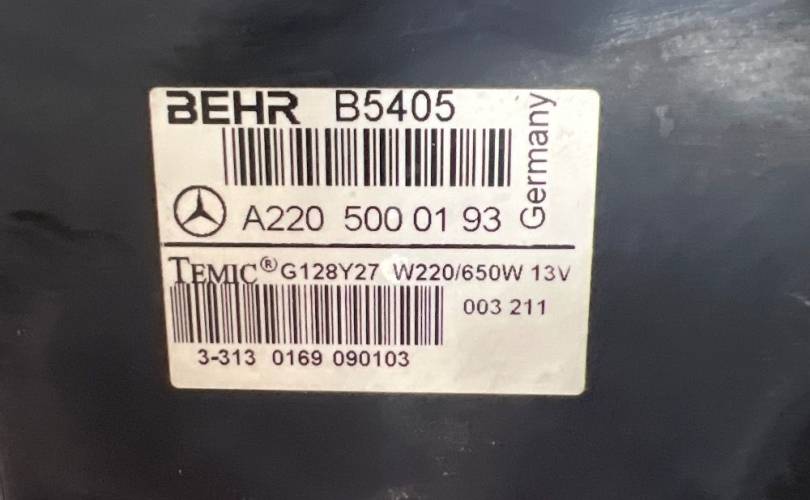 BEHR B5405
Germany
A220 500 01 93
TEMIC® G128Y27 W220/650W 13V
003 211
3-313 0169 090103